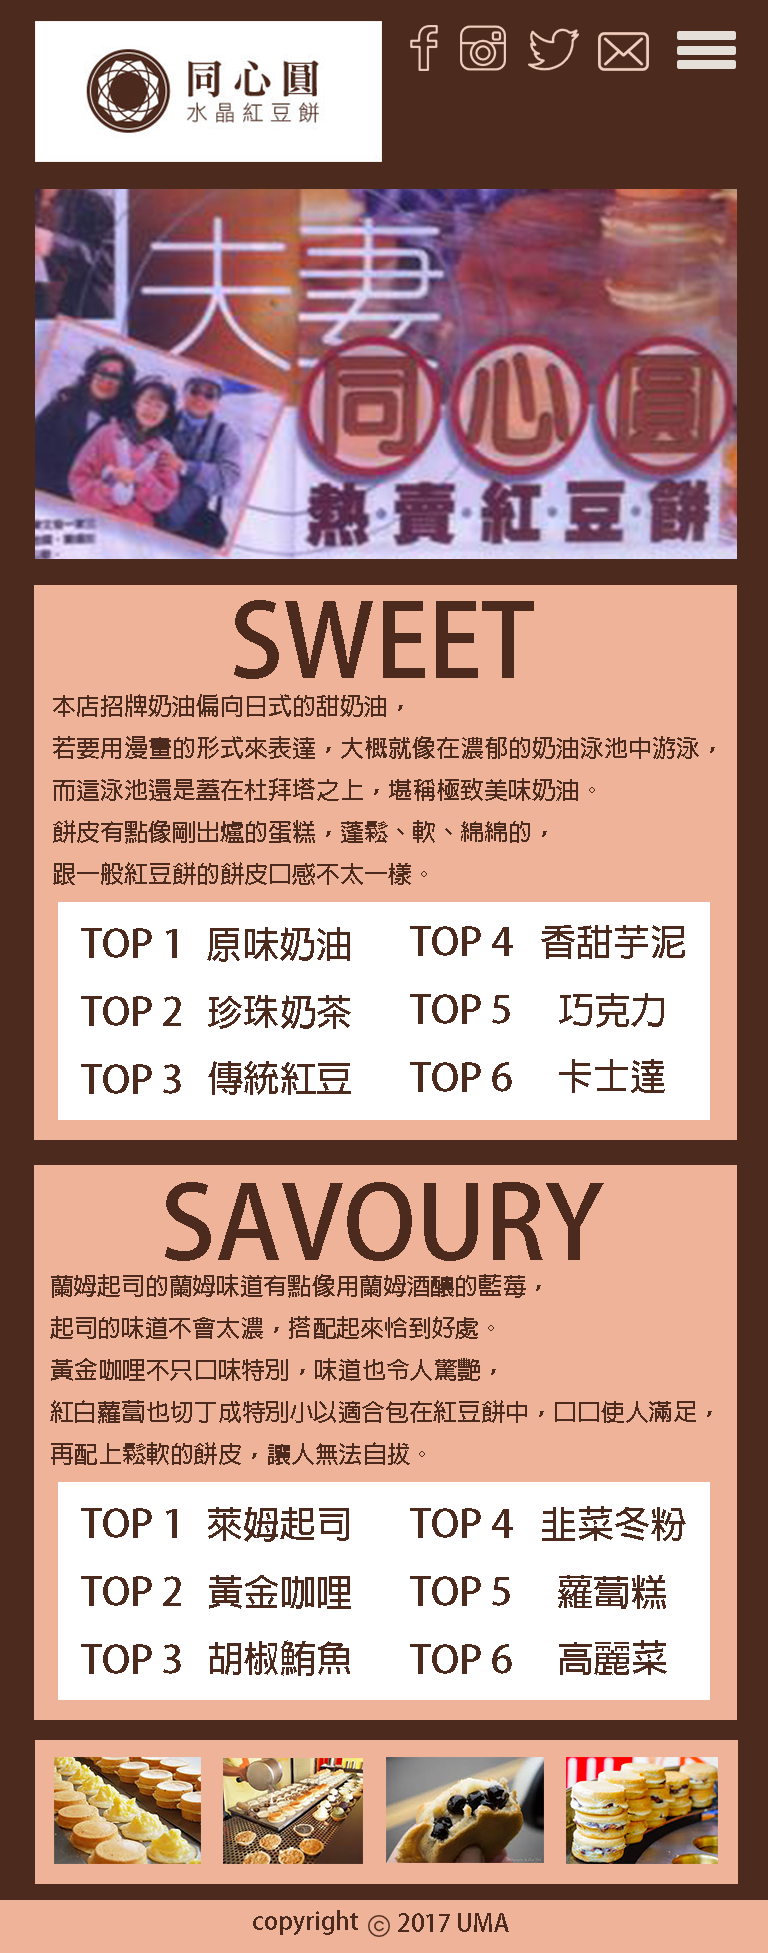 同心圓
水晶紅豆餅
夫妻
同心圓
熱賣紅豆餅
SWEET
本店招牌奶油偏向日式的甜奶油，
若要用漫畫的形式來表達，大概就像在濃郁的奶油泳池中游泳，
而這泳池還是蓋在杜拜塔之上，堪稱極致美味奶油。
餅皮有點像剛出爐的蛋糕，蓬鬆、軟、綿綿的，
跟一般紅豆餅的餅皮口感不太一樣。
TOP 1 原味奶油
TOP 2 珍珠奶茶
TOP 3 傳統紅豆
TOP 4 香甜芋泥
TOP 5 巧克力
TOP 6 卡士達
SAVOURY
蘭姆起司的蘭姆味道有點像用蘭姆酒釀的藍莓，
起司的味道不會太濃，搭配起來恰到好處。
黃金咖哩不只口味特別，味道也令人驚艷，
紅白蘿蔔也切丁成特別小以適合包在紅豆餅中，口口使人滿足，
再配上鬆軟的餅皮，讓人無法自拔。
TOP 1 萊姆起司
TOP 2 黃金咖哩
TOP 3 胡椒鮪魚
TOP 4 韭菜冬粉
TOP 5 蘿蔔糕
TOP 6 高麗菜
copyright © 2017 UMA